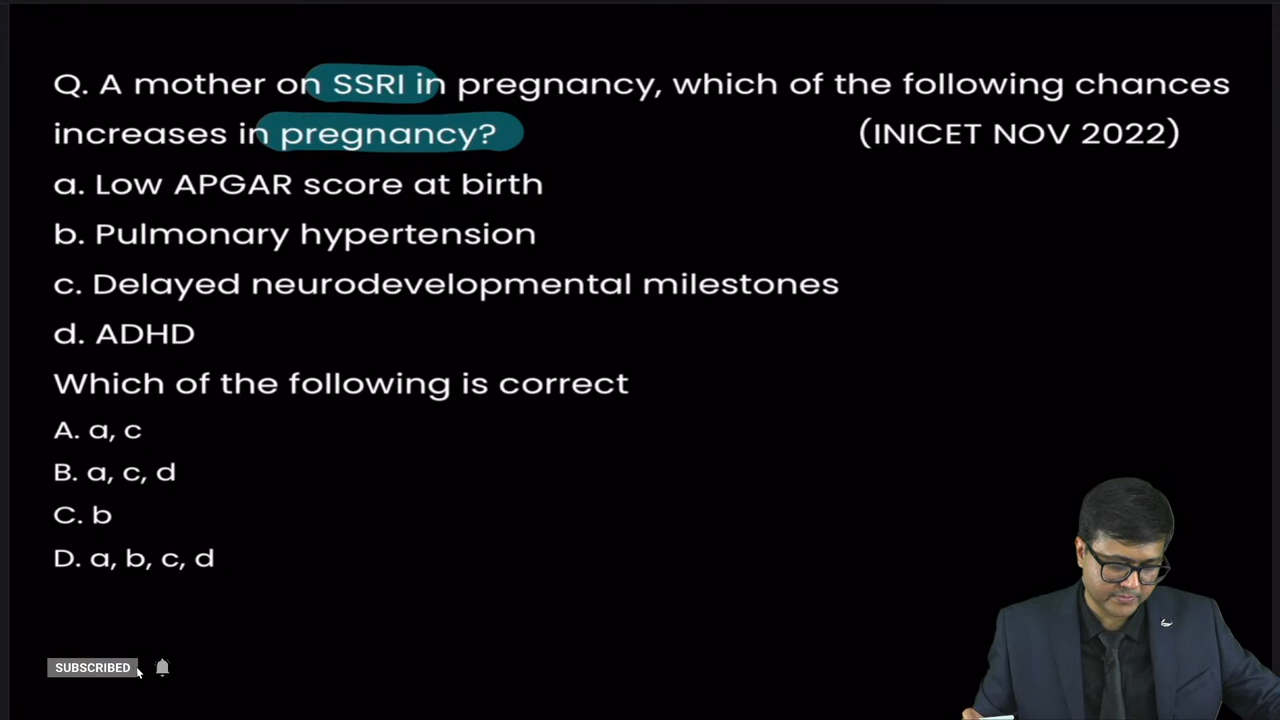 Q. A mother on SSRI in pregnancy, which of the following chances
increases in pregnancy? (INICET NOV 2022)
a. Low APGAR score at birth
b. Pulmonary hypertension
c. Delayed neurodevelopmental milestones
d. ADHD
Which of the following is correct
A. a, c
B. a, c, d
C. b
D. a, b, c, d
SUBSCRIBED